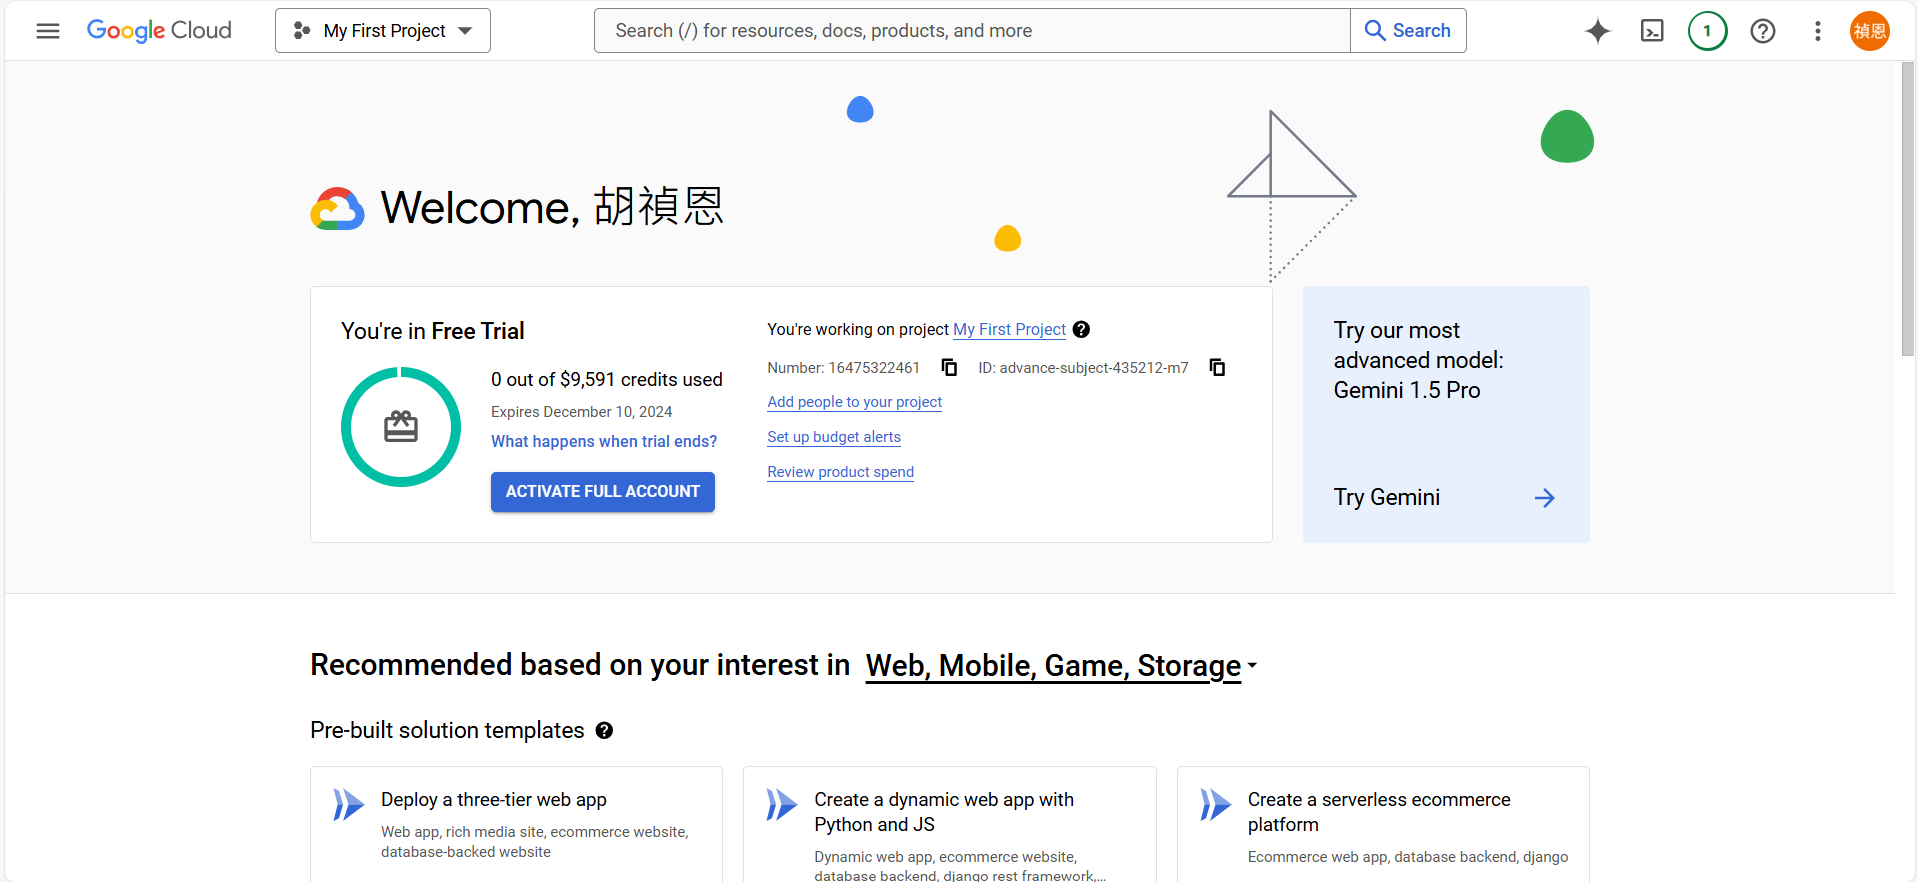 Google Cloud
My First Project
Search (/) for resources, docs, products, and more
Search
1
禎恩
Welcome, 胡禎恩
You're in Free Trial
0 out of $9,591 credits used
Expires December 10, 2024
What happens when trial ends?
ACTIVATE FULL ACCOUNT
You're working on project My First Project
Number: 16475322461
ID: advance-subject-435212-m7
Add people to your project
Set up budget alerts
Review product spend
Try our most
advanced model:
Gemini 1.5 Pro
Try Gemini
Recommended based on your interest in Web, Mobile, Game, Storage
Pre-built solution templates
Deploy a three-tier web app
Web app, rich media site, ecommerce website,
database-backed website
Create a dynamic web app with
Python and JS
Dynamic web app, ecommerce website,
database backend, django rest framework,...
Create a serverless ecommerce
platform
Ecommerce web app, database backend, django